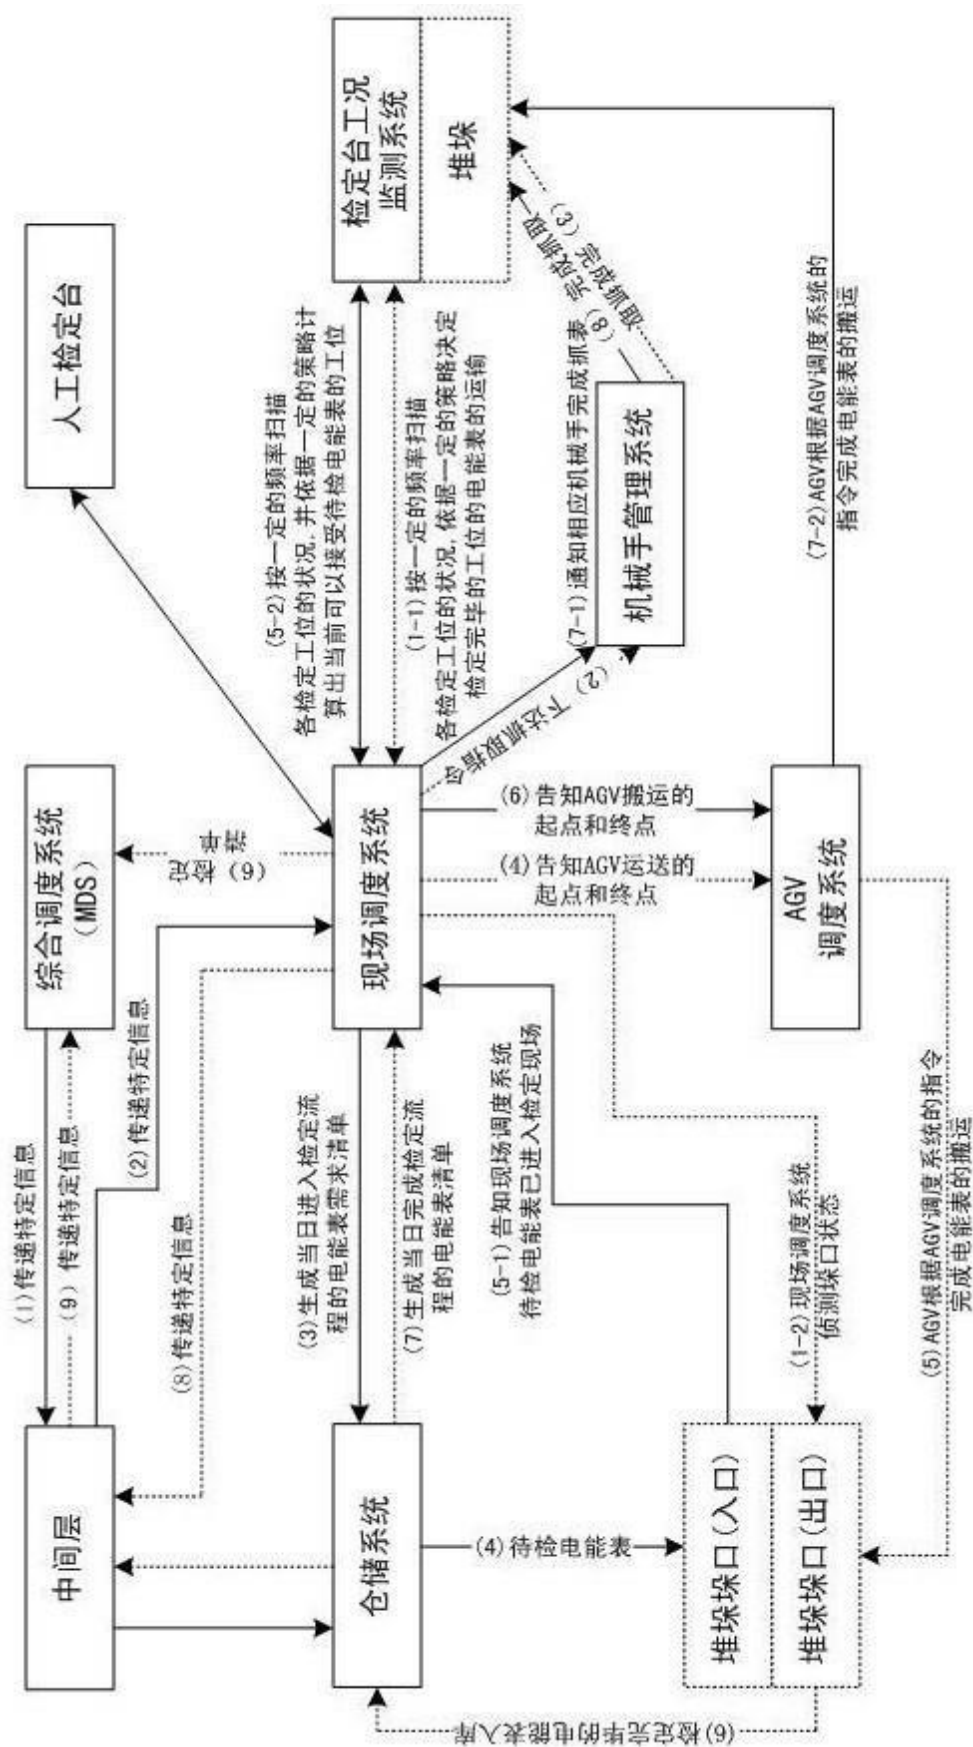 中间层
综合调度系统
(MDS)
人工检定台
(1)传递特定信息
(9) 传递特定信息
(2)传递特定信息
(8)传递特定信息
(6)检定
清单
仓储系统
现场调度系统
检定台工况
监测系统
堆垛
(3)生成当日进入检定流
程的电能表需求清单
(7)生成当日完成检定流
程的电能表清单
(5-2)按一定的频率扫描
各检定工位的状况,并依据一定的策略计
算出当前可以接受待检电能表的工位
(1-1)按一定的频率扫描
各检定工位的状况,依据一定的策略决定
检定完毕的工位的电能表的运输
(5-1)告知现场调度系统
待检电能表已进入检定现场
(4)待检电能表
(6)告知AGV搬运的
起点和终点
(4)告知AGV运送的
起点和终点
(2) 下达抓取指令
(7-1)通知相应机械手完成抓表
(8) 完成抓取
(3) 完成抓取
机械手管理系统
堆垛垛口(入口)
堆垛垛口(出口)
(1-2)现场调度系统
侦测垛口状态
AGV
调度系统
(7-2)AGV根据AGV调度系统的
指令完成电能表的搬运
(5)AGV根据AGV调度系统的指令
完成电能表的搬运
(6)检定完毕的电能表入库